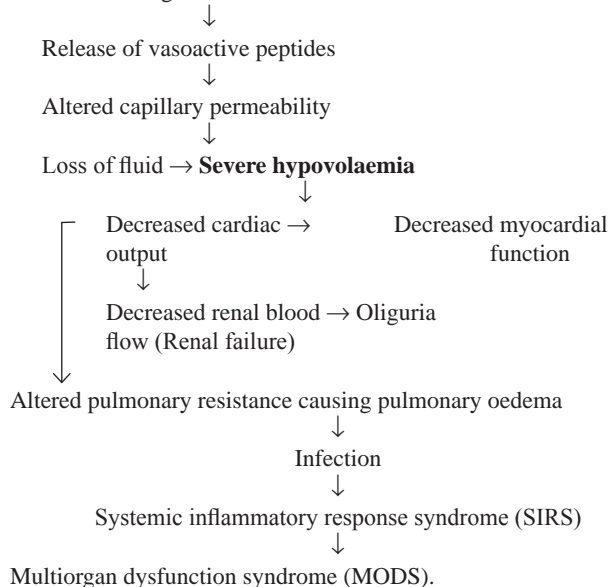 ↓
Release of vasoactive peptides
↓
Altered capillary permeability
↓
Loss of fluid → Severe hypovolaemia
↓
Decreased cardiac → Decreased myocardial
output function
↓
Decreased renal blood → Oliguria
flow (Renal failure)
Altered pulmonary resistance causing pulmonary oedema
↓
Infection
↓
Systemic inflammatory response syndrome (SIRS)
↓
Multiorgan dysfunction syndrome (MODS).